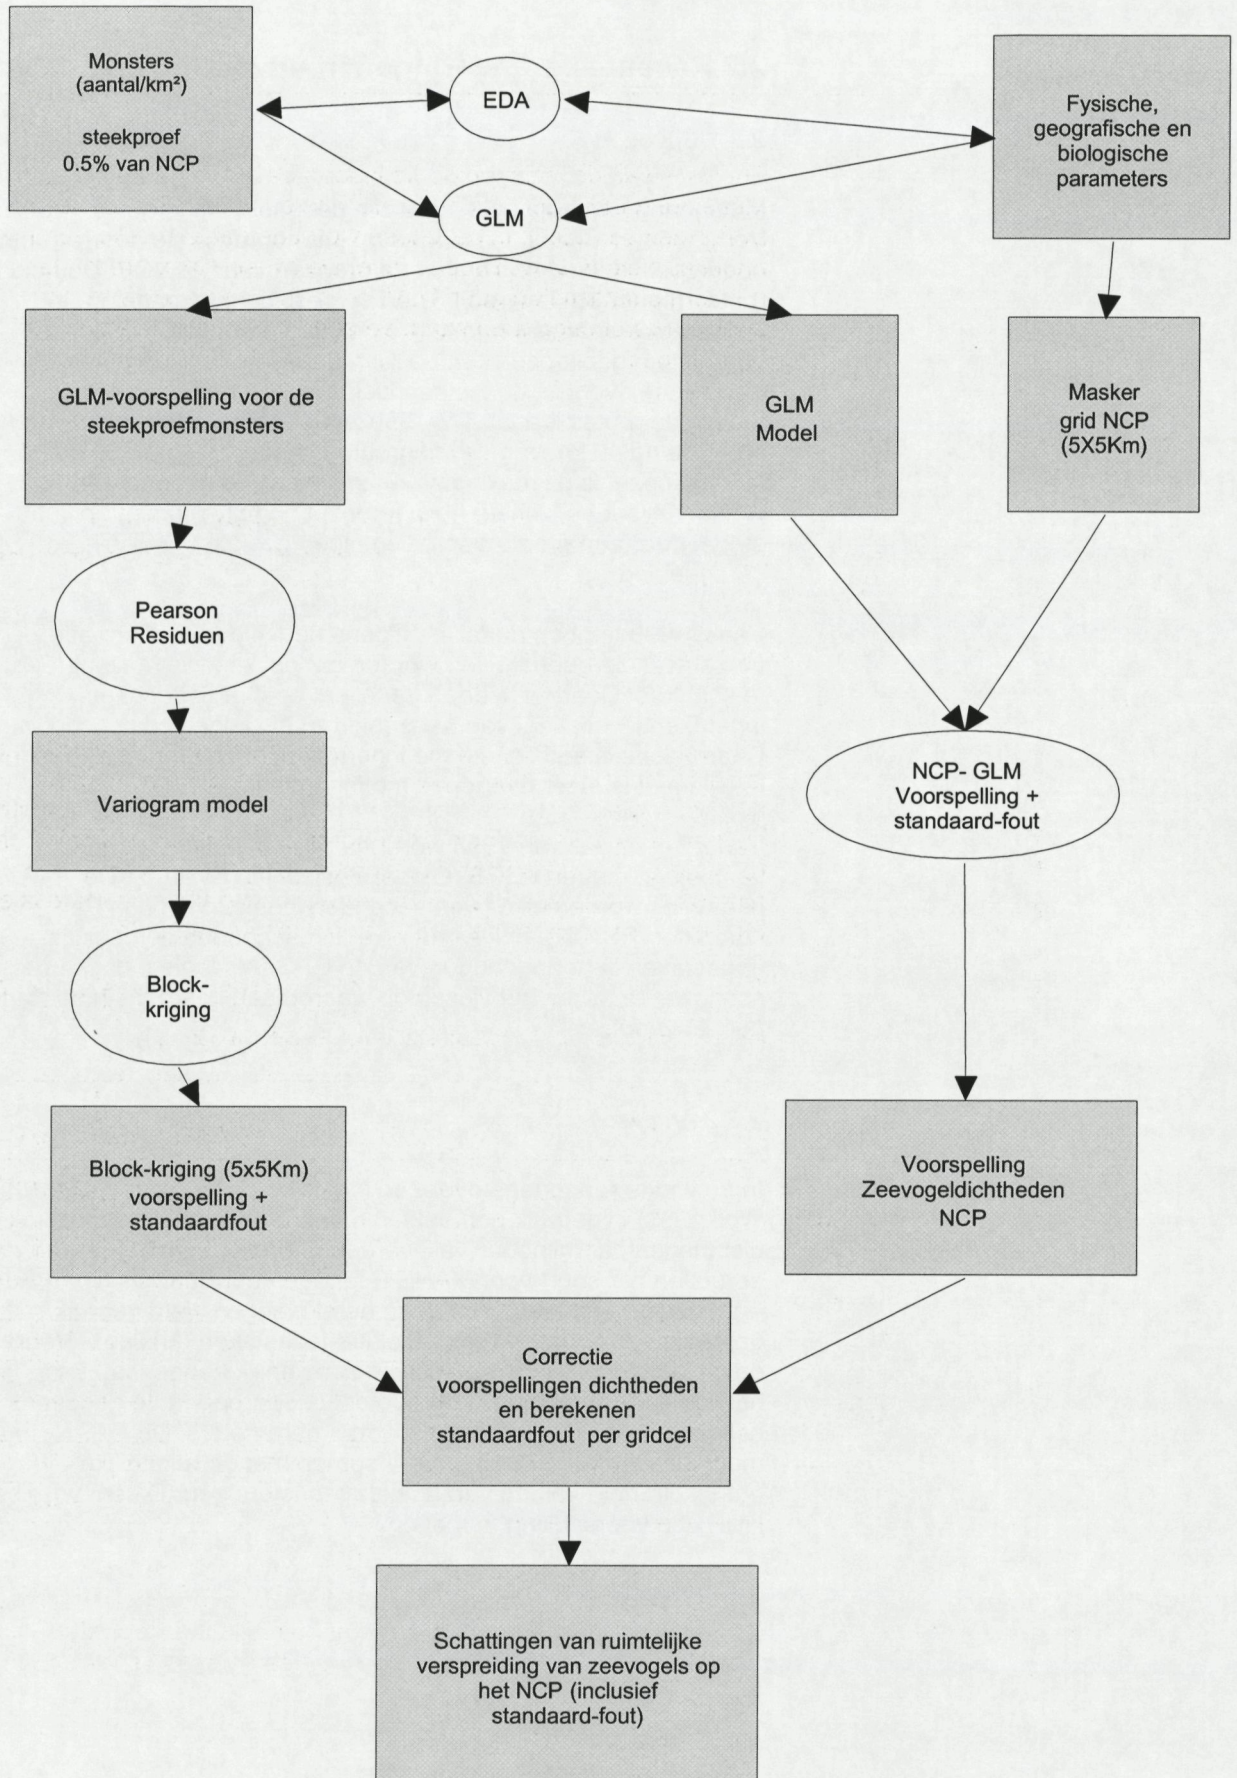 Monsters
(aantal/km²)
steekproef
0.5% van NCP
EDA
Fysische,
geografische en
biologische
parameters
GLM
GLM-voorspelling voor de
steekproefmonsters
GLM
Model
Masker
grid NCP
(5X5Km)
Pearson
Residuen
Variogram model
NCP- GLM
Voorspelling +
standaard-fout
Block-
kriging
Block-kriging (5x5Km)
voorspelling +
standaardfout
Voorspelling
Zeevogeldichtheden
NCP
Correctie
voorspellingen dichtheden
en berekenen
standaardfout per gridcel
Schattingen van ruimtelijke
verspreiding van zeevogels op
het NCP (inclusief
standaard-fout)